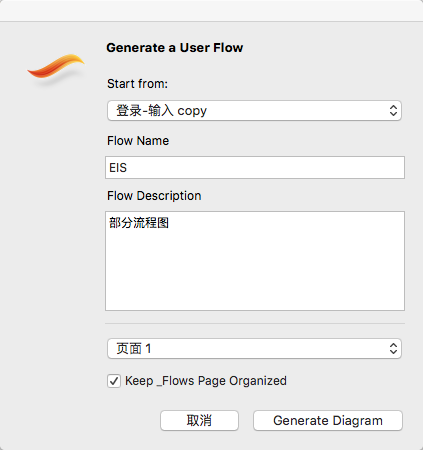 Generate a User Flow
Start from:
登录-输入 copy
Flow Name
EIS
Flow Description
部分流程图
页面 1
Keep _Flows Page Organized
取消
Generate Diagram